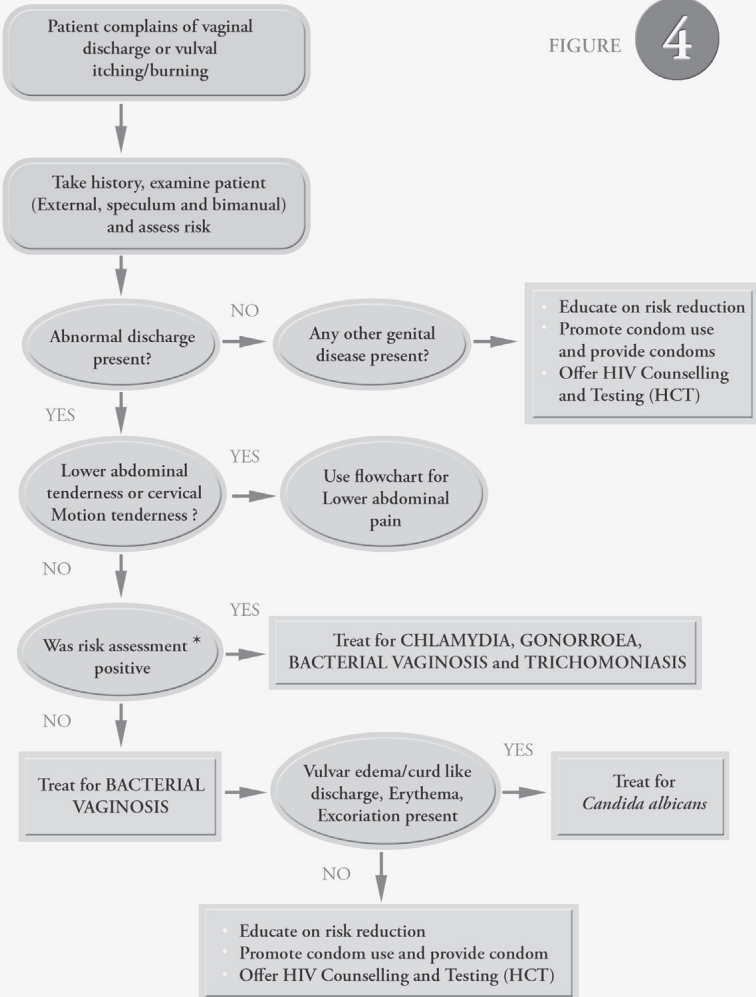 Patient complains of vaginal
discharge or vulval
itching/burning
FIGURE 4
Take history, examine patient
(External, speculum and bimanual)
and assess risk
Abnormal discharge
present?
NO
Any other genital
disease present?
• Educate on risk reduction
• Promote condom use
and provide condoms
• Offer HIV Counselling
and Testing (HCT)
YES
Lower abdominal
tenderness or cervical
Motion tenderness ?
YES
Use flowchart for
Lower abdominal
pain
NO
Was risk assessment *
positive
YES
Treat for CHLAMYDIA, GONORROEA,
BACTERIAL VAGINOSIS and TRICHOMONIASIS
NO
Treat for BACTERIAL
VAGINOSIS
Vulvar edema/curd like
discharge, Erythema,
Excoriation present
YES
Treat for
Candida albicans
NO
• Educate on risk reduction
• Promote condom use and provide condom
• Offer HIV Counselling and Testing (HCT)